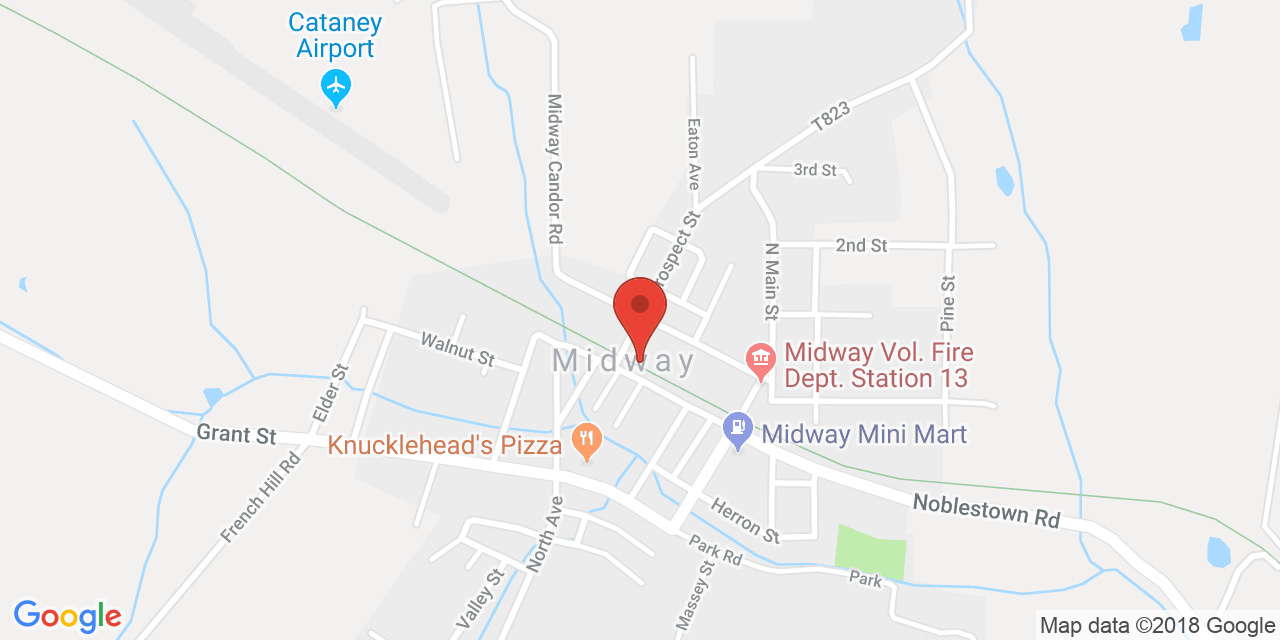 Cataney
Airport
Midway Candor Rd
Eaton Ave
T823
3rd St
Prospect St
2nd St
N Main St
Pine St
Walnut St
Midway
Midway Vol. Fire
Dept. Station 13
Elder St
Grant St
Knucklehead's Pizza
Midway Mini Mart
French Hill Rd
North Ave
Herron St
Noblestown Rd
Park Rd
Park
Valley St
Massey St
Google
Map data ©2018 Google